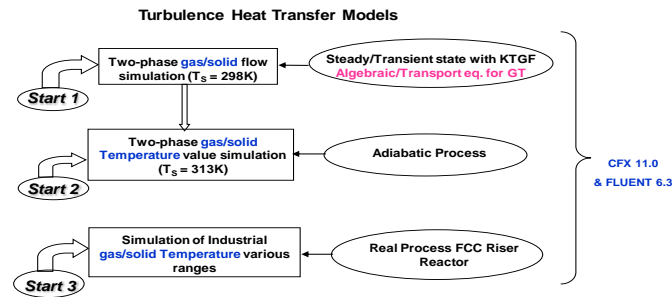 Turbulence Heat Transfer Models
Two-phase gas/solid flow
simulation (TS = 298K)
Steady/Transient state with KTGF
Algebraic/Transport eq. for GT
Start 1
Two-phase gas/solid
Temperature value simulation
(TS = 313K)
Adiabatic Process
Start 2
CFX 11.0
& FLUENT 6.3
Simulation of Industrial
gas/solid Temperature various
ranges
Real Process FCC Riser
Reactor
Start 3